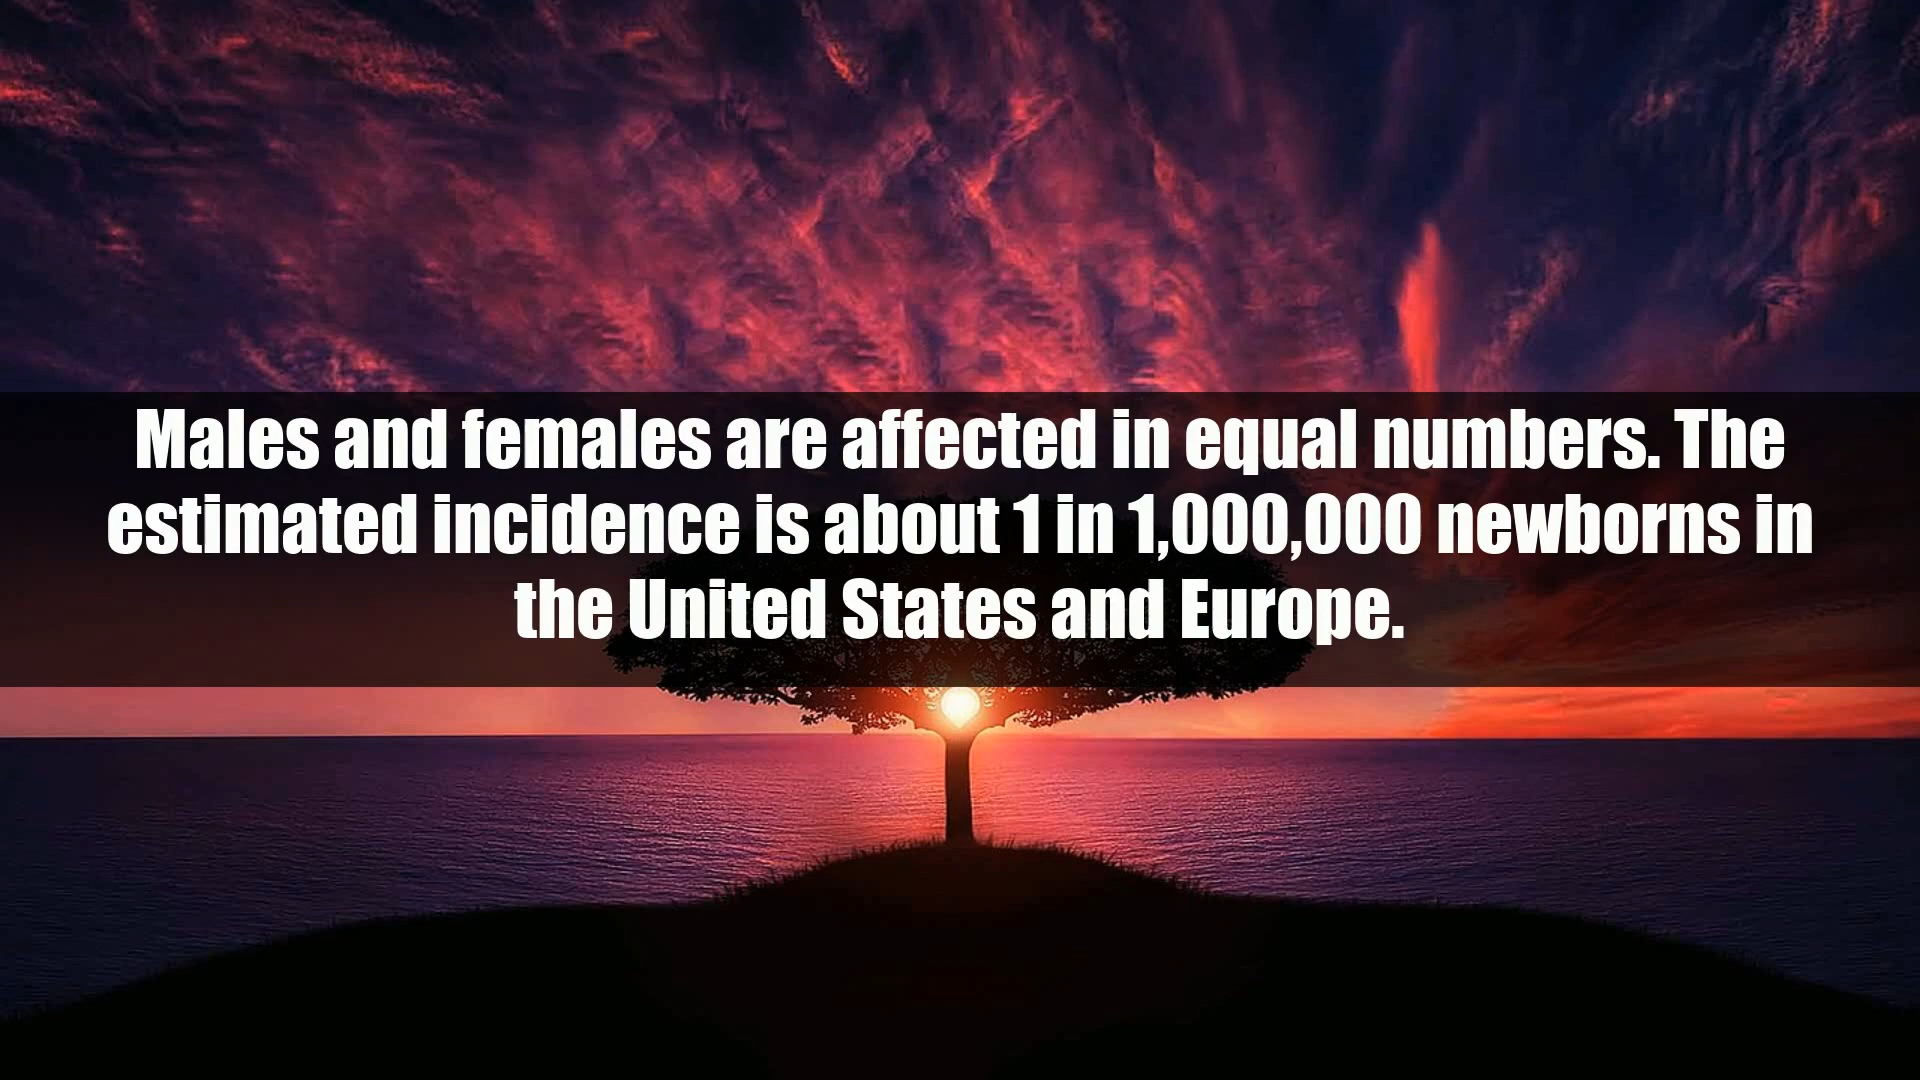 Males and females are affected in equal numbers. The
estimated incidence is about 1 in 1,000,000 newborns in
the United States and Europe.